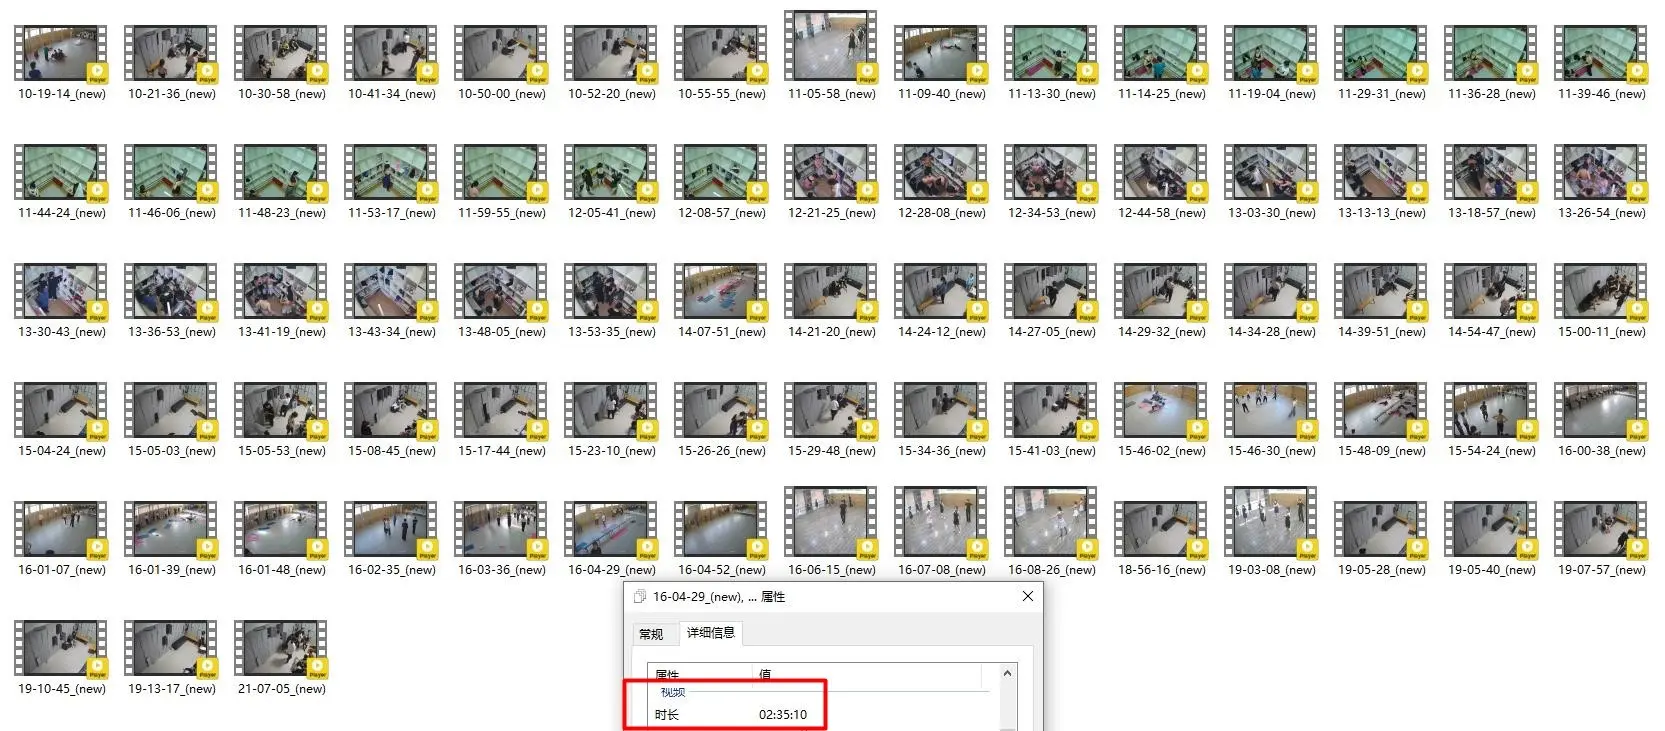 10-19-14_(new) 10-21-36_(new) 10-30-58_(new) 10-41-34_(new) 10-50-00_(new) 10-52-20_(new) 10-55-55_(new) 11-05-58_(new) 11-09-40_(new) 11-13-30_(new) 11-14-25_(new) 11-19-04_(new) 11-29-31_(new) 11-36-28_(new) 11-39-46_(new)
11-44-24_(new) 11-46-06_(new) 11-48-23_(new) 11-53-17_(new) 11-59-55_(new) 12-05-41_(new) 12-08-57_(new) 12-21-25_(new) 12-28-08_(new) 12-34-53_(new) 12-44-58_(new) 13-03-30_(new) 13-13-13_(new) 13-18-57_(new) 13-26-54_(new)
13-30-43_(new) 13-36-53_(new) 13-41-19_(new) 13-43-34_(new) 13-48-05_(new) 13-53-35_(new) 14-07-51_(new) 14-21-20_(new) 14-24-12_(new) 14-27-05_(new) 14-29-32_(new) 14-34-28_(new) 14-39-51_(new) 14-54-47_(new) 15-00-11_(new)
15-04-24_(new) 15-05-03_(new) 15-05-53_(new) 15-08-45_(new) 15-17-44_(new) 15-23-10_(new) 15-26-26_(new) 15-29-48_(new) 15-34-36_(new) 15-41-03_(new) 15-46-02_(new) 15-46-30_(new) 15-48-09_(new) 15-54-24_(new) 16-00-38_(new)
16-01-07_(new) 16-01-39_(new) 16-01-48_(new) 16-02-35_(new) 16-03-36_(new) 16-04-29_(new) 16-04-52_(new) 16-06-15_(new) 16-07-08_(new) 16-08-26_(new) 18-56-16_(new) 19-03-08_(new) 19-05-28_(new) 19-05-40_(new) 19-07-57_(new)
16-04-29_(new), ... 属性
常规 详细信息
属性 值
视频
时长 02:35:10
19-10-45_(new) 19-13-17_(new) 21-07-05_(new)